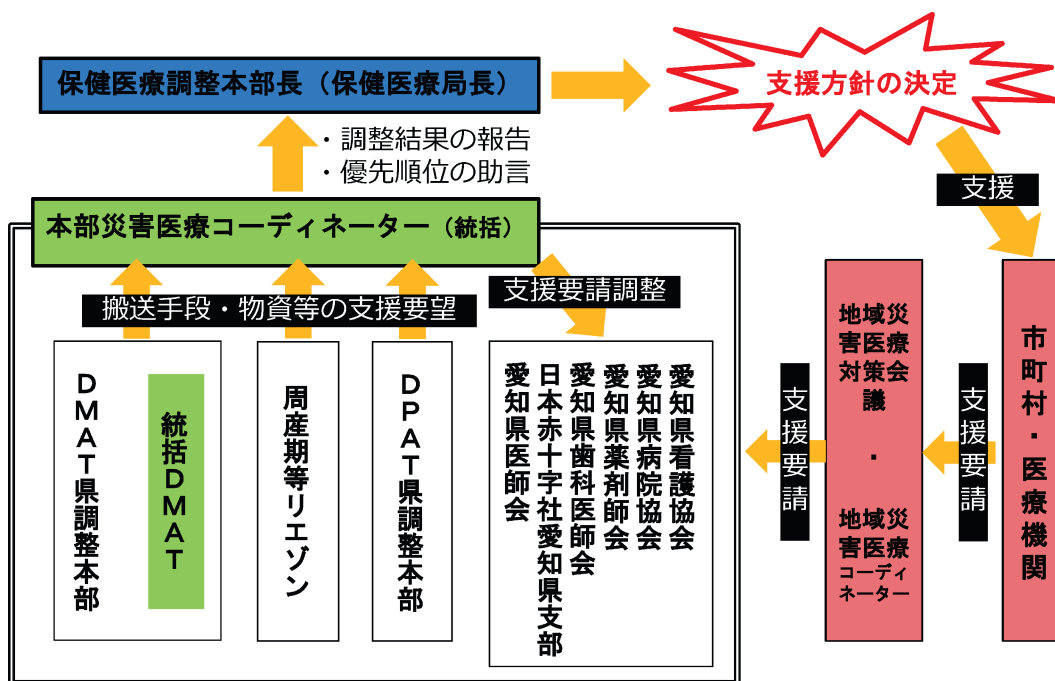 保健医療調整本部長（保健医療局長）
支援方針の決定
・調整結果の報告
・優先順位の助言
支援
本部災害医療コーディネーター（統括）
搬送手段・物資等の支援要望
支援要請調整
DMAT県調整本部
統括DMAT
周産期等リエゾン
DPAT県調整本部
愛知県医師会
日本赤十字社愛知県支部
愛知県歯科医師会
愛知県薬剤師会
愛知県病院協会
愛知県看護協会
支援要請
地域災
害医療
対策会
議
・
地域災
害医療
コーディ
ネーター
支援要請
市町村・医療機関